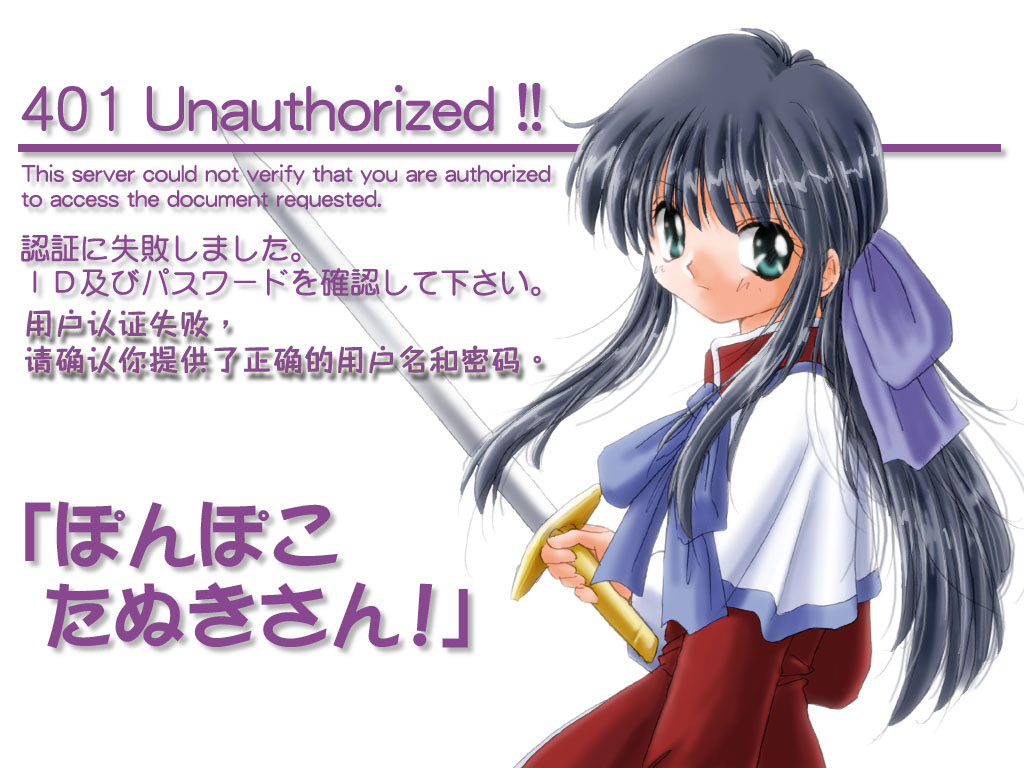 401 Unauthorized !!
This server could not verify that you are authorized
to access the document requested.
認証に失敗しました。
ＩＤ及びパスワードを確認して下さい。
用户认证失败，
请确认你提供了正确的用户名和密码。
「ぽんぽこ
たぬきさん!」